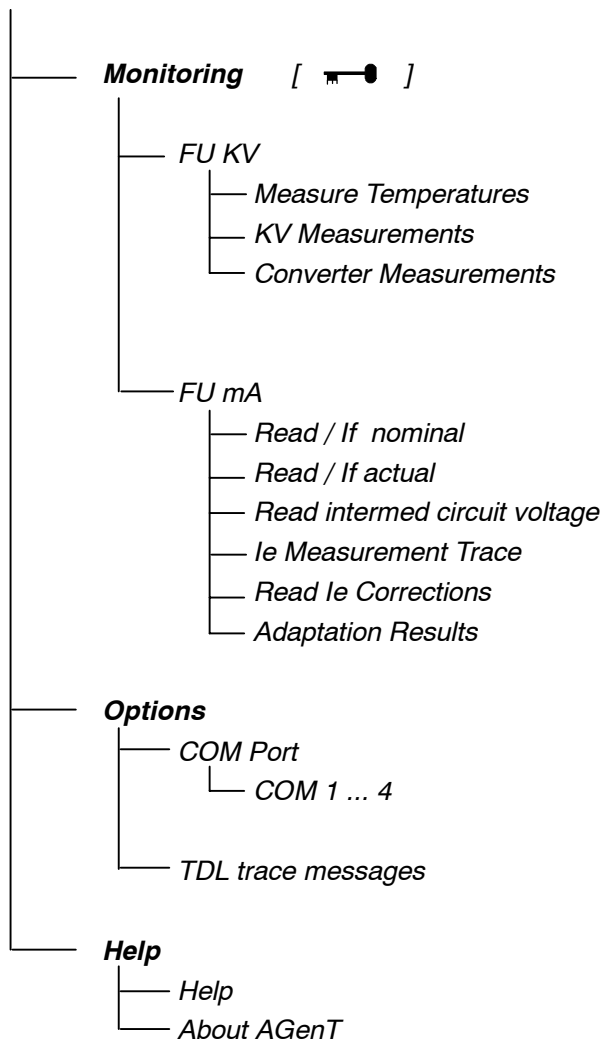 Monitoring [ ]
FU KV
Measure Temperatures
KV Measurements
Converter Measurements
FU mA
Read / If nominal
Read / If actual
Read intermed circuit voltage
Ie Measurement Trace
Read Ie Corrections
Adaptation Results
Options
COM Port
COM 1 ... 4
TDL trace messages
Help
Help
About AGenT